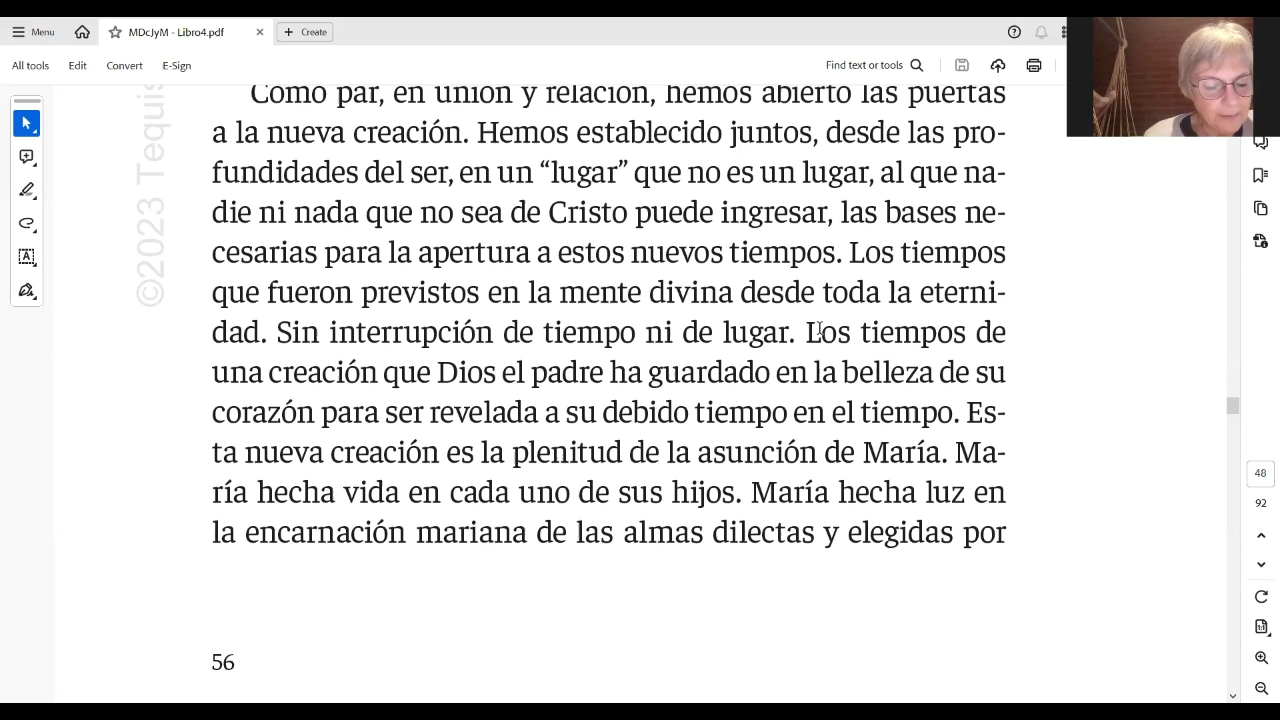 Menu
MDcJyM - Libro4.pdf
Create
All tools
Edit
Convert
E-Sign
Find text or tools
©2023 Tequis
Como par, en unión y relación, hemos abierto las puertas
a la nueva creación. Hemos establecido juntos, desde las pro-
fundidades del ser, en un “lugar” que no es un lugar, al que na-
die ni nada que no sea de Cristo puede ingresar, las bases ne-
cesarias para la apertura a estos nuevos tiempos. Los tiempos
que fueron previstos en la mente divina desde toda la eterni-
dad. Sin interrupción de tiempo ni de lugar. Los tiempos de
una creación que Dios el padre ha guardado en la belleza de su
corazón para ser revelada a su debido tiempo en el tiempo. Es-
ta nueva creación es la plenitud de la asunción de María. Ma-
ría hecha vida en cada uno de sus hijos. María hecha luz en
la encarnación mariana de las almas dilectas y elegidas por
56
48
92